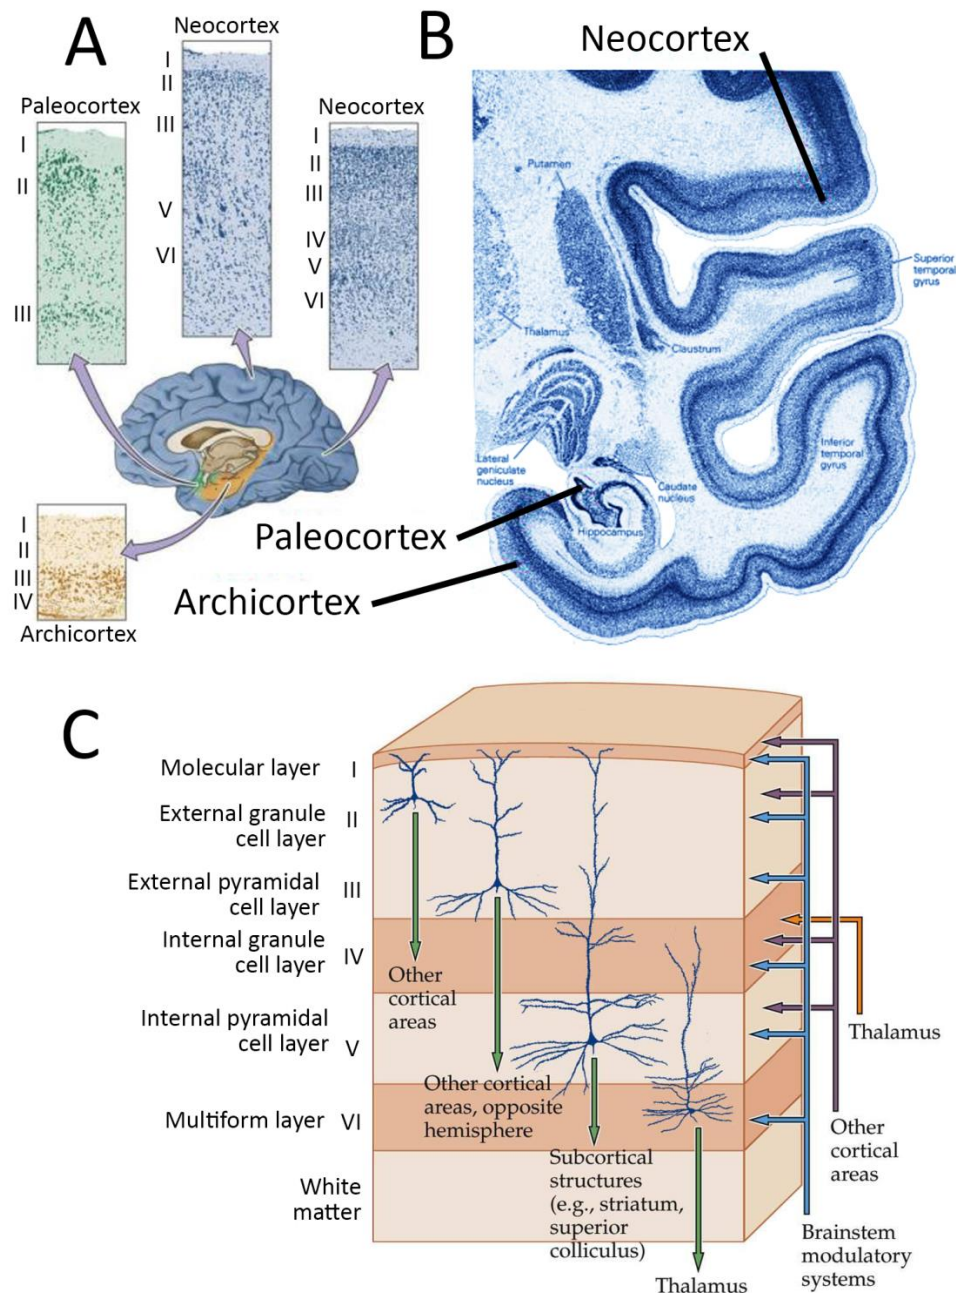 A
Neocortex
I
II
III
V
VI
Paleocortex
I
II
III
Neocortex
I
II
III
IV
V
VI
I
II
III
IV
Archicortex
B
Neocortex
Putamen
Superior
temporal
gyrus
Thalamus
Claustrum
Inferior
temporal
gyrus
Lateral
geniculate
nucleus
Caudate
nucleus
Hippocampus
Paleocortex
Archicortex
C
Molecular layer I
External granule
cell layer
II
External pyramidal
cell layer
III
Internal granule
cell layer
IV
Internal pyramidal
cell layer
V
Multiform layer VI
White
matter
Other
cortical
areas
Other cortical
areas, opposite
hemisphere
Subcortical
structures
(e.g., striatum,
superior
colliculus)
Thalamus
Thalamus
Other
cortical
areas
Brainstem
modulatory
systems